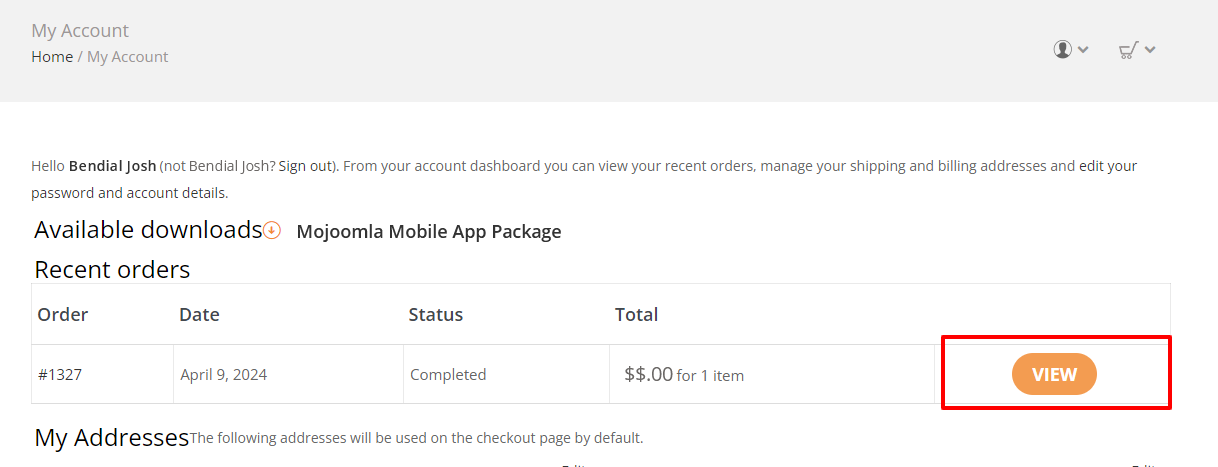 My Account
Home / My Account
Hello Bendial Josh (not Bendial Josh? Sign out). From your account dashboard you can view your recent orders, manage your shipping and billing addresses and edit your
password and account details.
Available downloads Mojoomla Mobile App Package
Recent orders
Order Date Status Total
#1327 April 9, 2024 Completed $$.00 for 1 item VIEW
My Addresses The following addresses will be used on the checkout page by default.